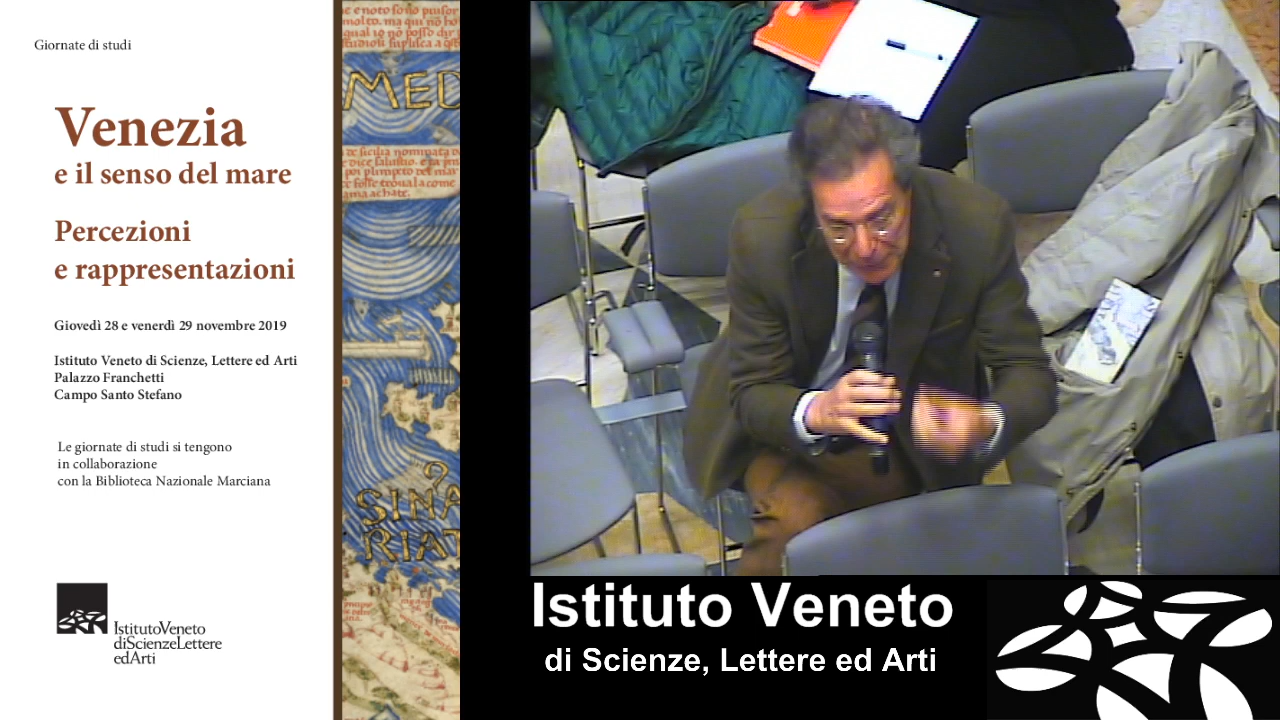 Giornate di studi
Venezia
e il senso del mare
Percezioni
e rappresentazioni
Giovedì 28 e venerdì 29 novembre 2019
Istituto Veneto di Scienze, Lettere ed Arti
Palazzo Franchetti
Campo Santo Stefano
Le giornate di studi si tengono
in collaborazione
con la Biblioteca Nazionale Marciana
IstitutoVeneto
diScienzeLettere
edArti
MED
SINA
RIAT
Istituto Veneto
di Scienze, Lettere ed Arti